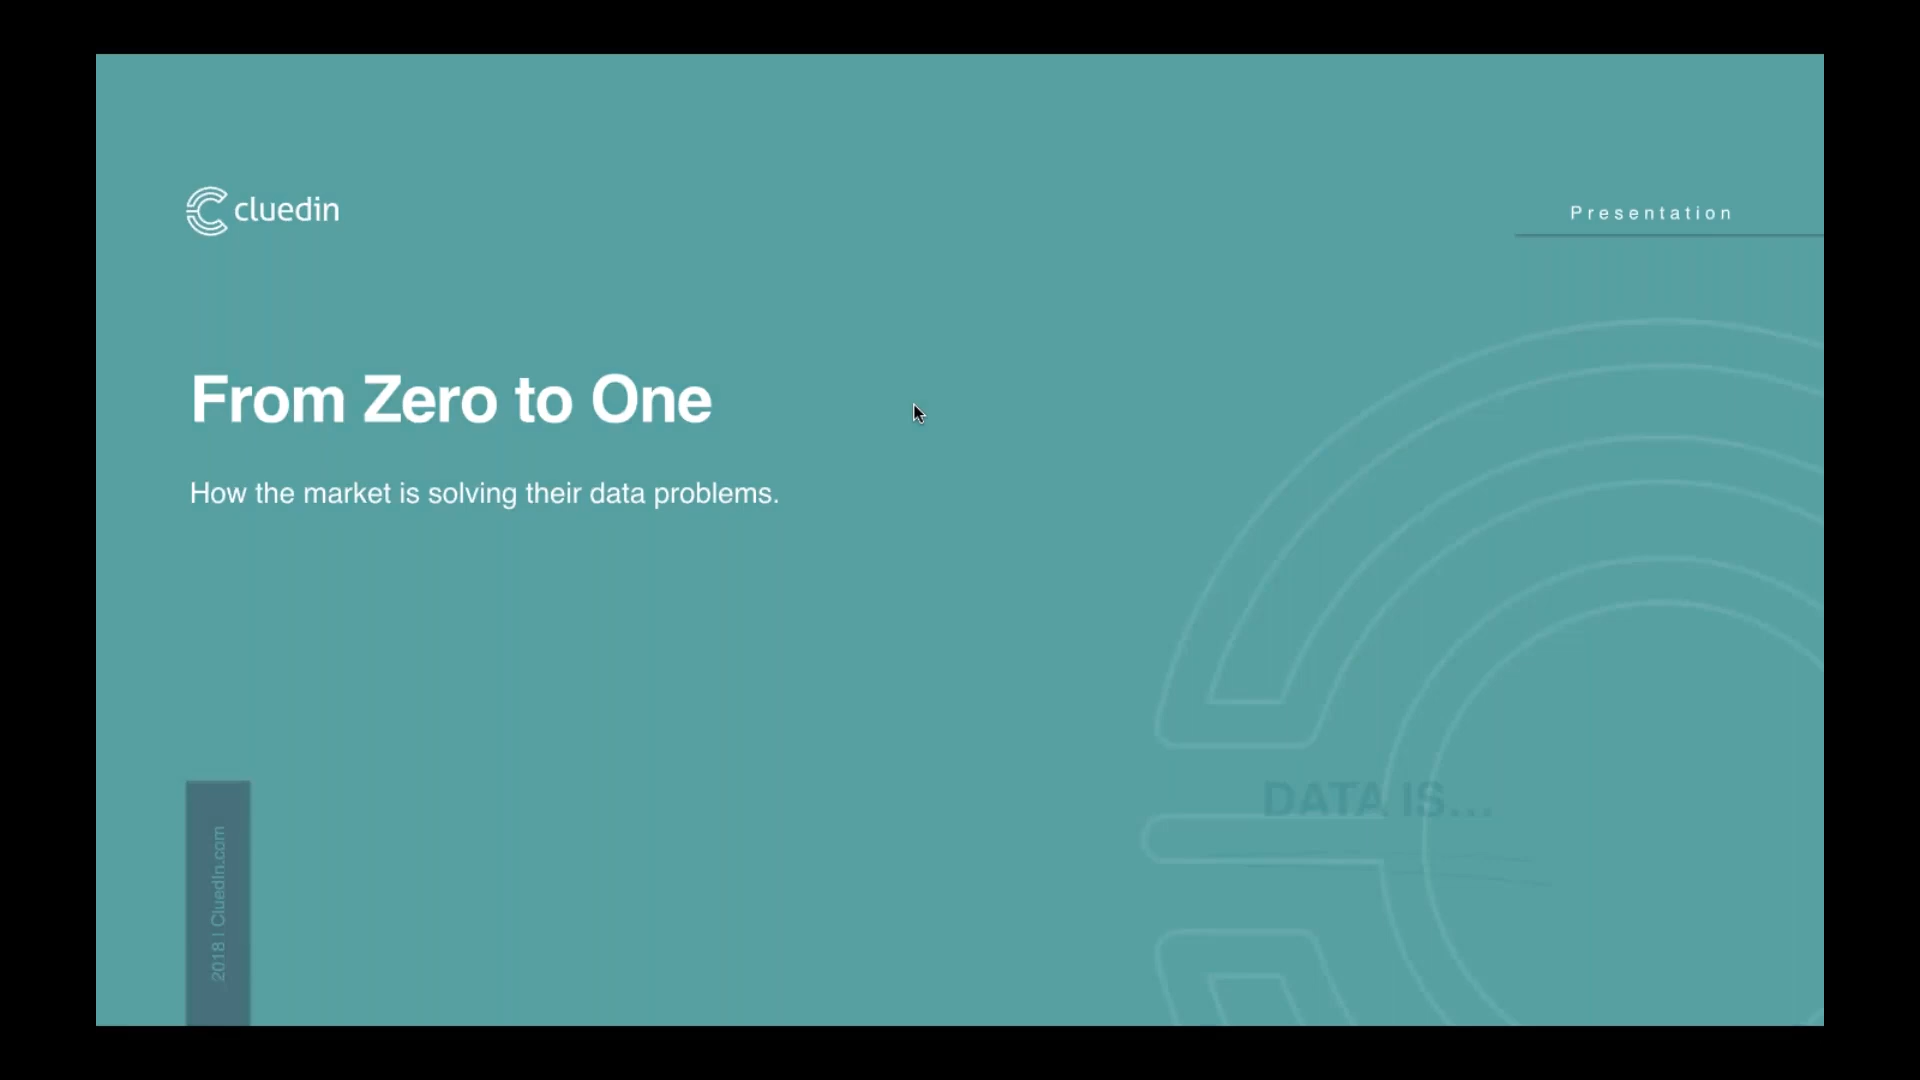 cluedin
Presentation
From Zero to One
How the market is solving their data problems.
DATA IS...
2018 | CluedIn.com